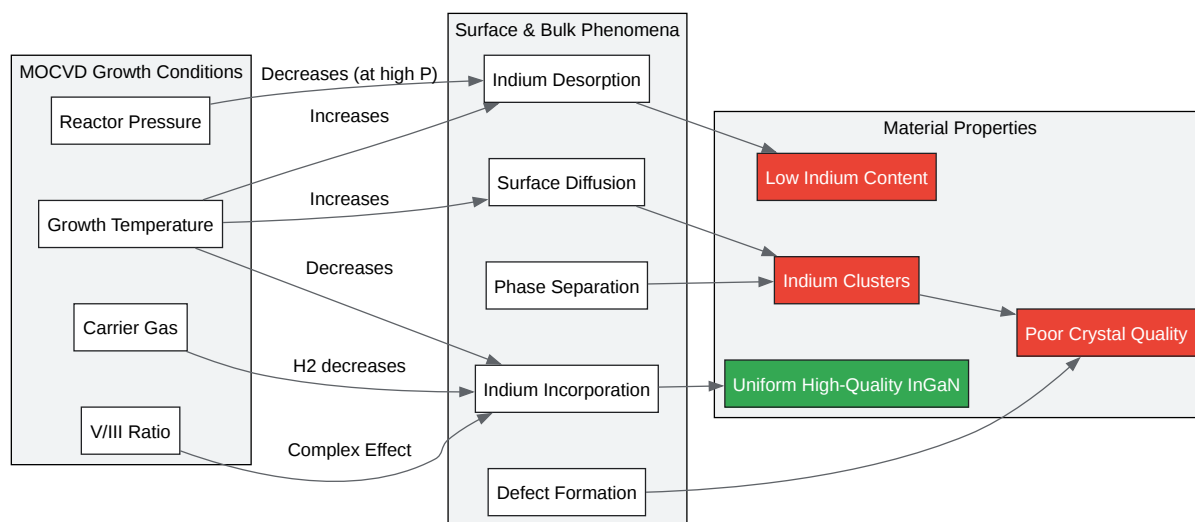 MOCVD Growth Conditions
Reactor Pressure
Growth Temperature
Carrier Gas
V/III Ratio
Decreases (at high P)
Increases
Increases
Decreases
H2 decreases
Complex Effect
Surface & Bulk Phenomena
Indium Desorption
Surface Diffusion
Phase Separation
Indium Incorporation
Defect Formation
Material Properties
Low Indium Content
Indium Clusters
Poor Crystal Quality
Uniform High-Quality InGaN